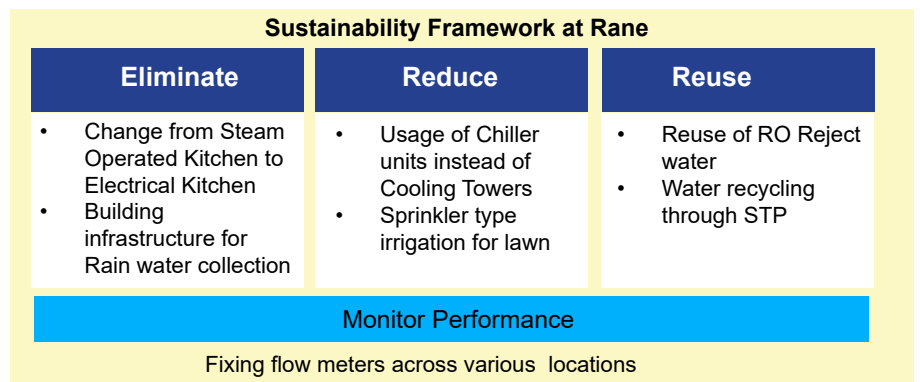 Sustainability Framework at Rane
Eliminate
• Change from Steam
Operated Kitchen to
Electrical Kitchen
• Building
infrastructure for
Rain water collection
Reduce
• Usage of Chiller
units instead of
Cooling Towers
• Sprinkler type
irrigation for lawn
Reuse
• Reuse of RO Reject
water
• Water recycling
through STP
Monitor Performance
Fixing flow meters across various locations